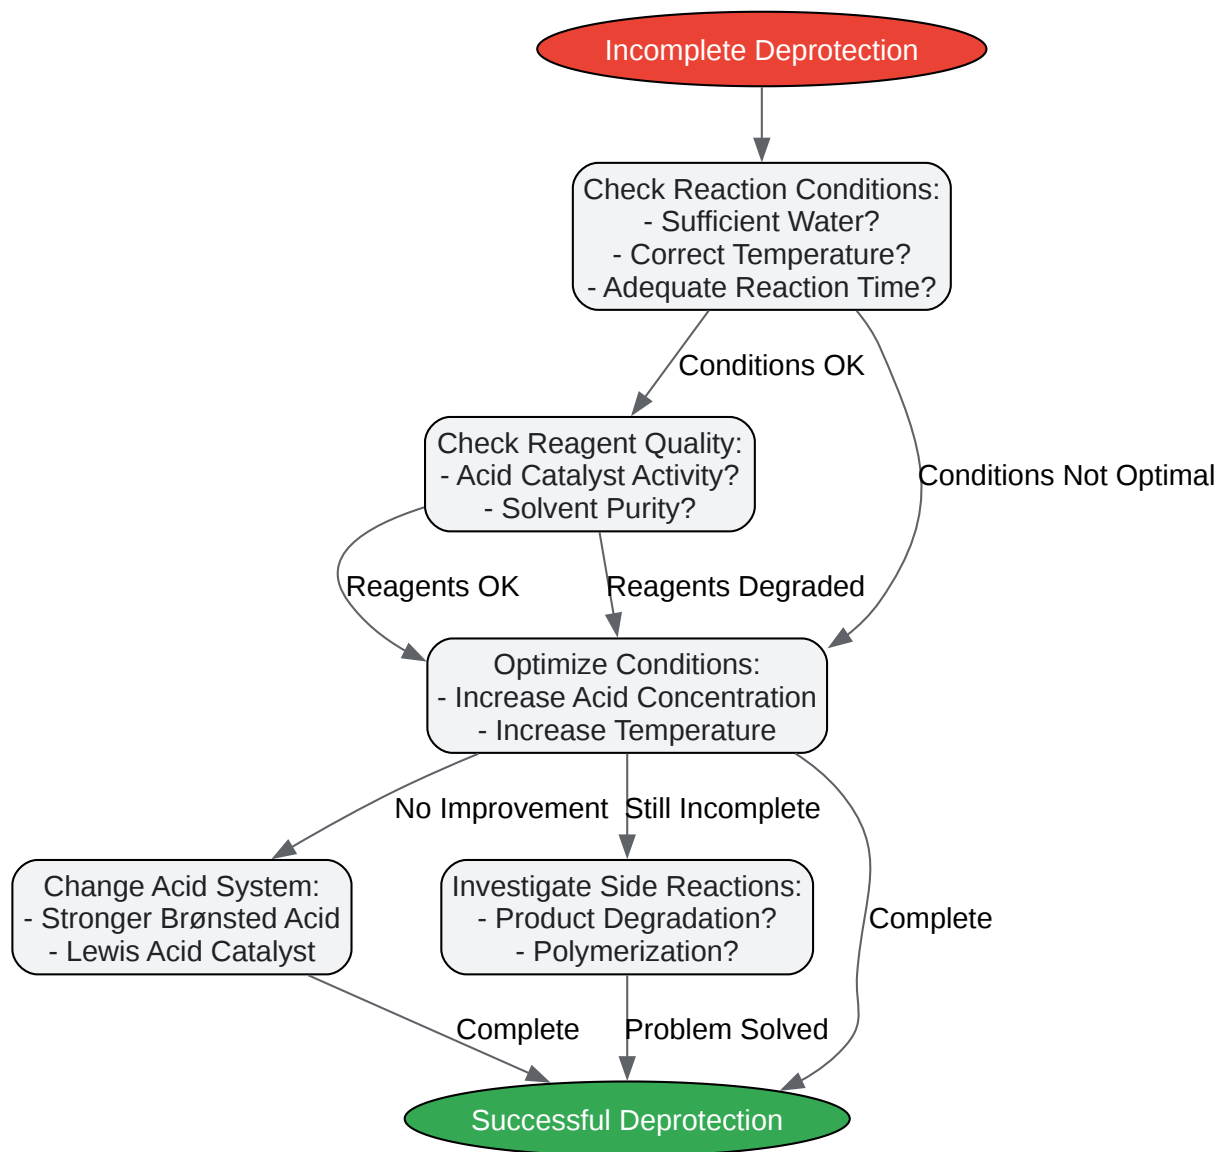 Incomplete Deprotection
Check Reaction Conditions:
- Sufficient Water?
- Correct Temperature?
- Adequate Reaction Time?
Conditions OK
Check Reagent Quality:
- Acid Catalyst Activity?
- Solvent Purity?
Conditions Not Optimal
Reagents OK
Reagents Degraded
Optimize Conditions:
- Increase Acid Concentration
- Increase Temperature
No Improvement
Still Incomplete
Change Acid System:
- Stronger Brønsted Acid
- Lewis Acid Catalyst
Investigate Side Reactions:
- Product Degradation?
- Polymerization?
Complete
Complete
Problem Solved
Successful Deprotection